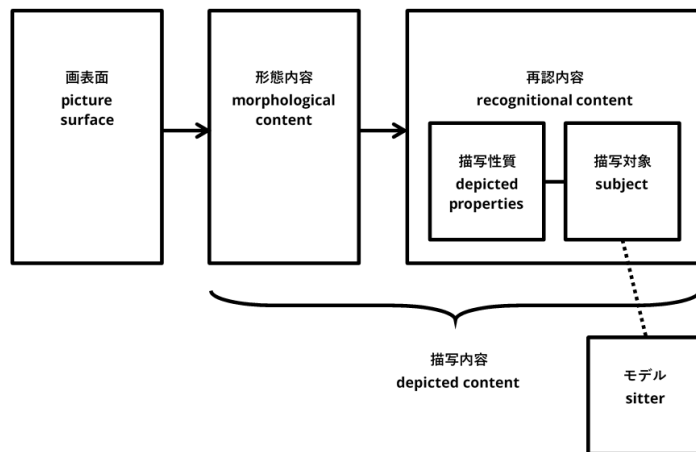 画表面
picture
surface
形態内容
morphological
content
再認内容
recognitional content
描写性質
depicted
properties
描写対象
subject
描写内容
depicted content
モデル
sitter